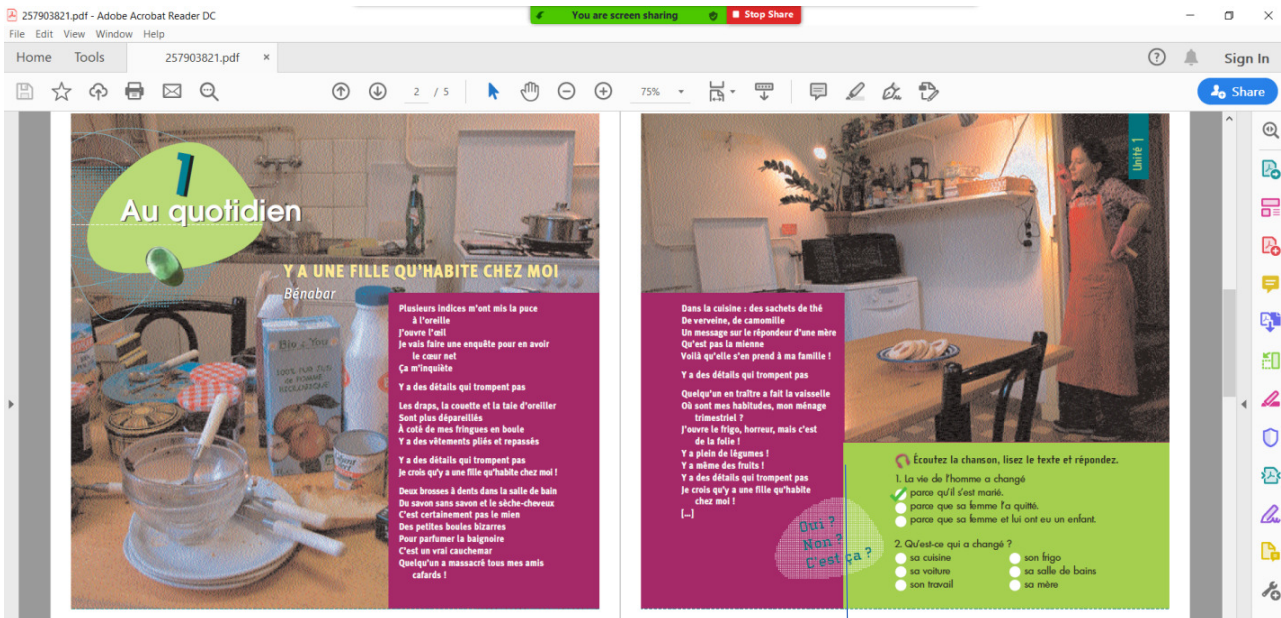 257903821.pdf - Adobe Acrobat Reader DC
You are screen sharing
Stop Share
File Edit View Window Help
Home Tools 257903821.pdf ×
Sign In
2 / 5
75%
Share
1
Au quotidien
Y A UNE FILLE QU'HABITE CHEZ MOI
Bénabar
Bio & You
100% PUR JUS
DE POMME
BIOLOGIQUE
Plusieurs indices m'ont mis la puce
à l'oreille
J'ouvre l'œil
Je vais faire une enquête pour en avoir
le cœur net
Ça m'inquiète
Y a des détails qui trompent pas
Les draps, la couette et la taie d'oreiller
Sont plus dépareillés
À coté de mes fringues en boule
Y a des vêtements pliés et repassés
Y a des détails qui trompent pas
Je crois qu'y a une fille qu'habite chez moi !
Deux brosses à dents dans la salle de bain
Du savon sans savon et le sèche-cheveux
C'est certainement pas le mien
Des petites boules bizarres
Pour parfumer la baignoire
C'est un vrai cauchemar
Quelqu'un a massacré tous mes amis
cafards !
Unité 1
Dans la cuisine : des sachets de thé
De verveine, de camomille
Un message sur le répondeur d'une mère
Qu'est pas la mienne
Voilà qu'elle s'en prend à ma famille !
Y a des détails qui trompent pas
Quelqu'un en traître a fait la vaisselle
Où sont mes habitudes, mon ménage
trimestriel ?
J'ouvre le frigo, horreur, mais c'est
de la folie !
Y a plein de légumes !
Y a même des fruits !
Y a des détails qui trompent pas
Je crois qu'y a une fille qu'habite
chez moi !
[...]
Oui ?
Non ?
C'est ça ?
Écoutez la chanson, lisez le texte et répondez.
1. La vie de l'homme a changé
parce qu'il s'est marié.
parce que sa femme l'a quitté.
parce que sa femme et lui ont eu un enfant.
2. Qu'est-ce qui a changé ?
sa cuisine son frigo
sa voiture sa salle de bains
son travail sa mère